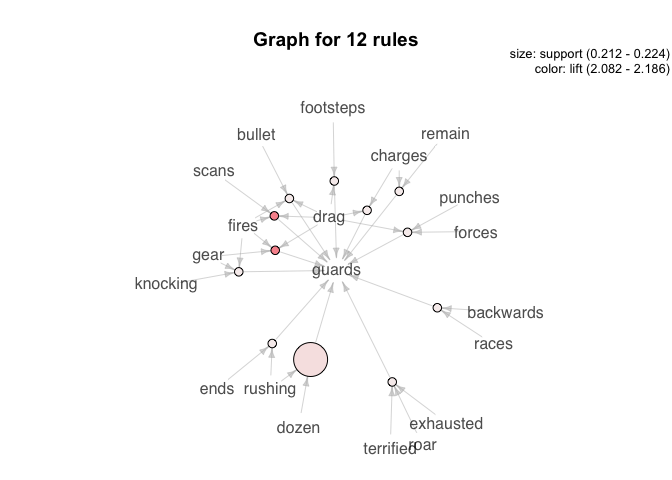 Graph for 12 rules
size: support (0.212 - 0.224)
color: lift (2.082 - 2.186)
footsteps
bullet
remain
charges
scans
punches
drag
fires
forces
gear
guards
knocking
backwards
races
ends
rushing
exhausted
dozen
terrified
roar